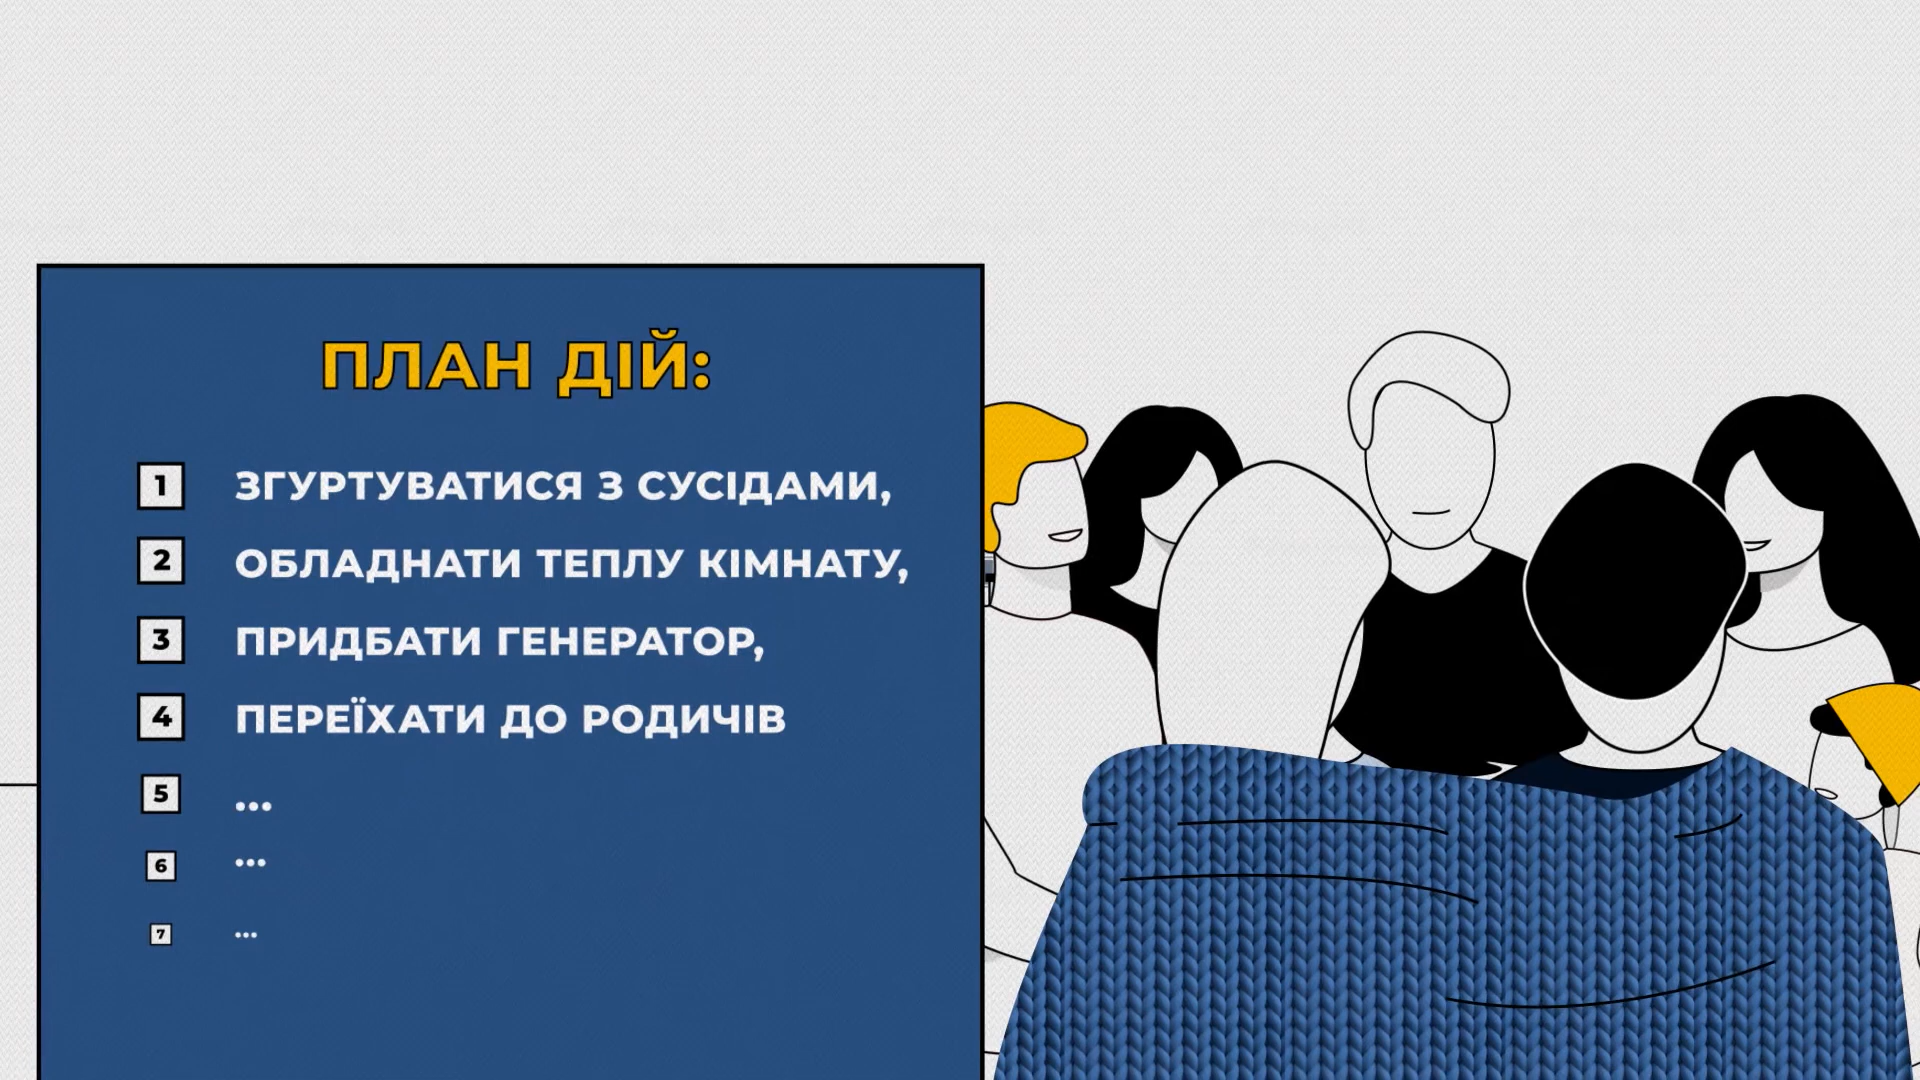 ПЛАН ДІЙ:
1 ЗГУРТУВАТИСЯ З СУСІДАМИ,
2 ОБЛАДНАТИ ТЕПЛУ КІМНАТУ,
3 ПРИДБАТИ ГЕНЕРАТОР,
4 ПЕРЕЇХАТИ ДО РОДИЧІВ
5 ...
6 ...
7 ...